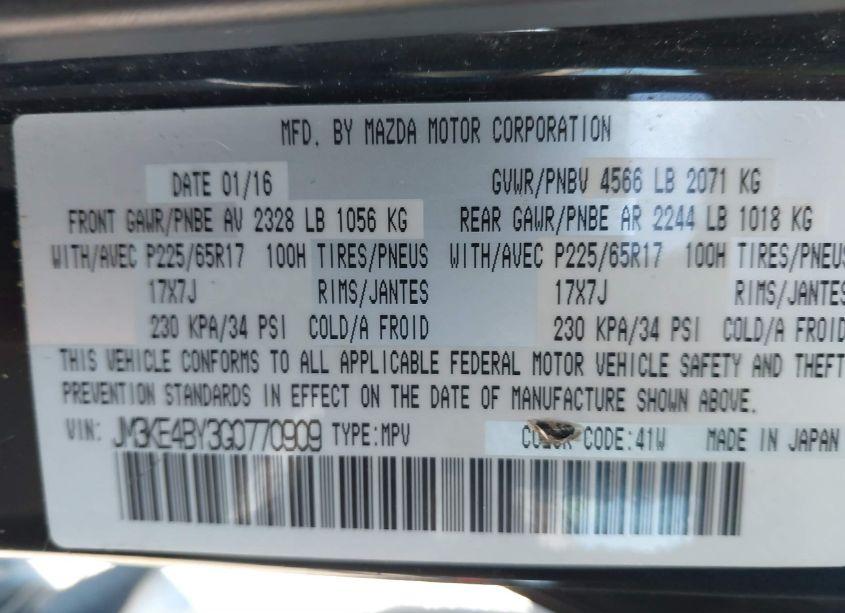 MFD. BY MAZDA MOTOR CORPORATION
DATE 01/16 GVWR/PNBV 4566 LB 2071 KG
FRONT GAWR/PNBE AV 2328 LB 1056 KG REAR GAWR/PNBE AR 2244 LB 1018 KG
WITH/AVEC P225/65R17 100H TIRES/PNEUS WITH/AVEC P225/65R17 100H TIRES/PNEUS
17X7J RIMS/JANTES 17X7J RIMS/JANTES
230 KPA/34 PSI COLD/A FROID 230 KPA/34 PSI COLD/A FROID
THIS VEHICLE CONFORMS TO ALL APPLICABLE FEDERAL MOTOR VEHICLE SAFETY AND THEFT
PREVENTION STANDARDS IN EFFECT ON THE DATE OF MANUFACTURE SHOWN ABOVE.
VIN: JM3KE4BY3G0770909 TYPE:MPV COLOR CODE:41W MADE IN JAPAN